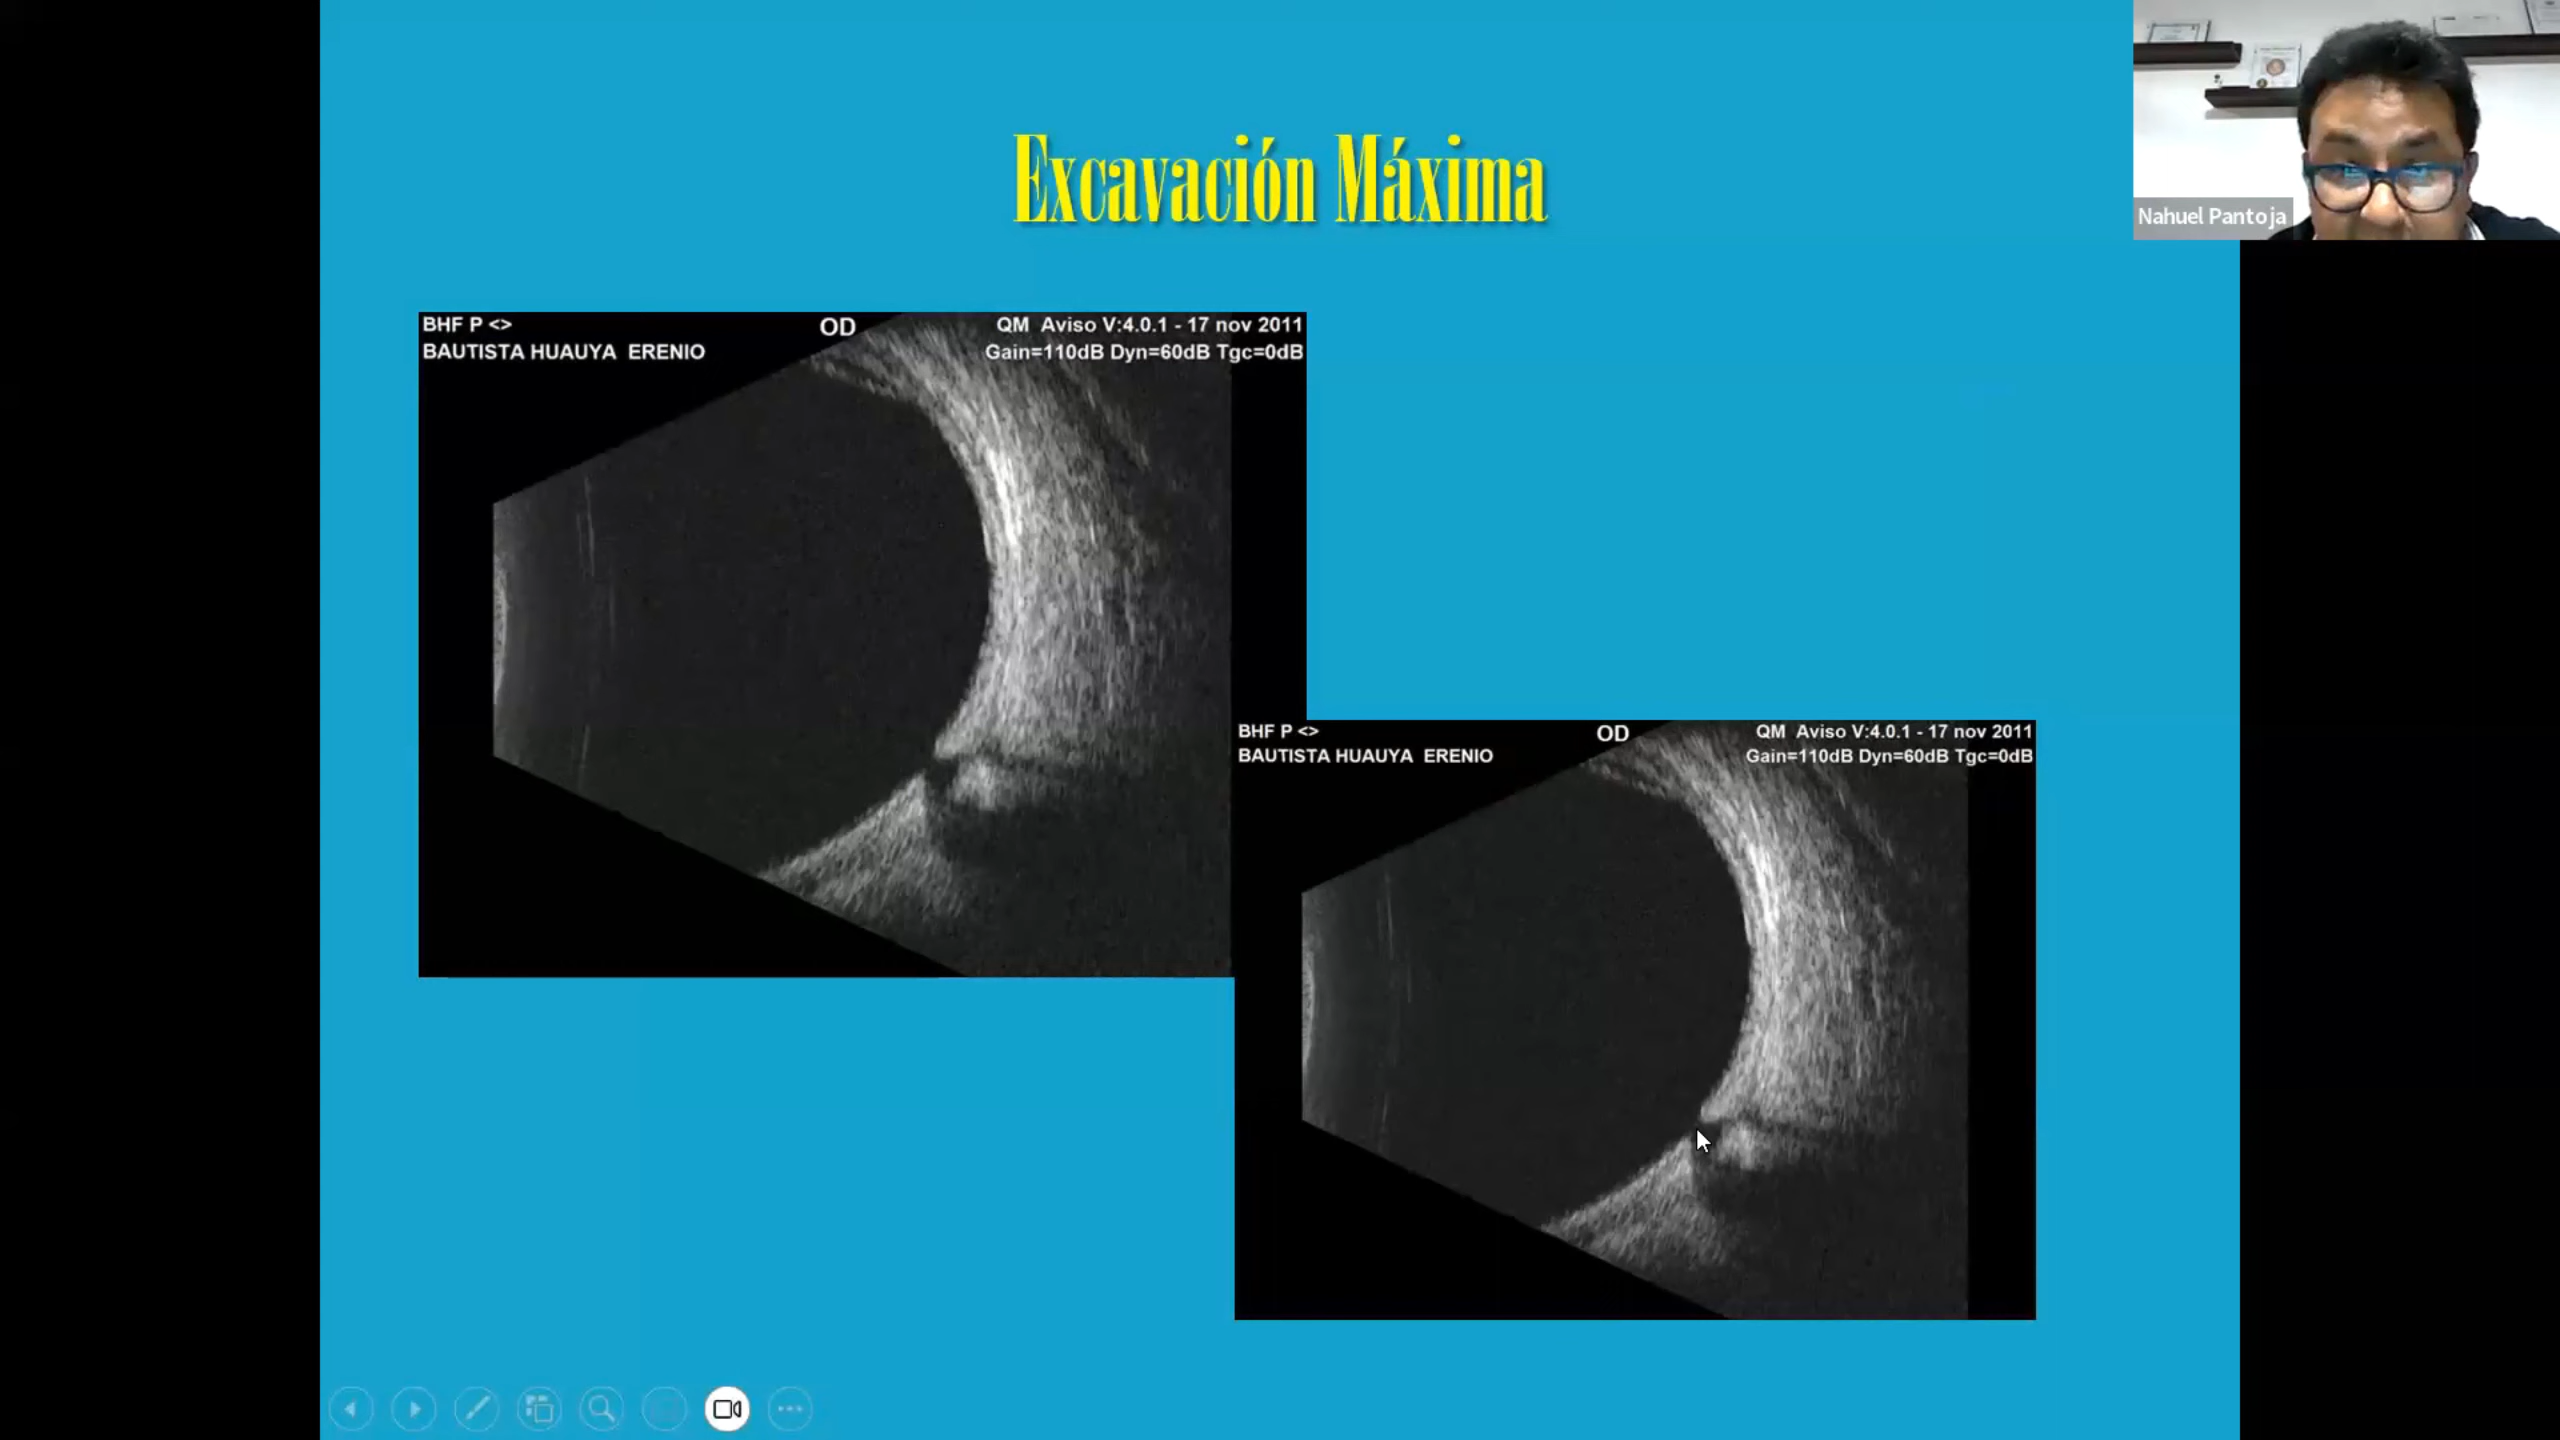 Excavación Máxima
Nahuel Pantoja
BHF P <> OD QM Aviso V:4.0.1 - 17 nov 2011
BAUTISTA HUAUYA ERENIO Gain=110dB Dyn=60dB Tgc=0dB
BHF P <> OD QM Aviso V:4.0.1 - 17 nov 2011
BAUTISTA HUAUYA ERENIO Gain=110dB Dyn=60dB Tgc=0dB